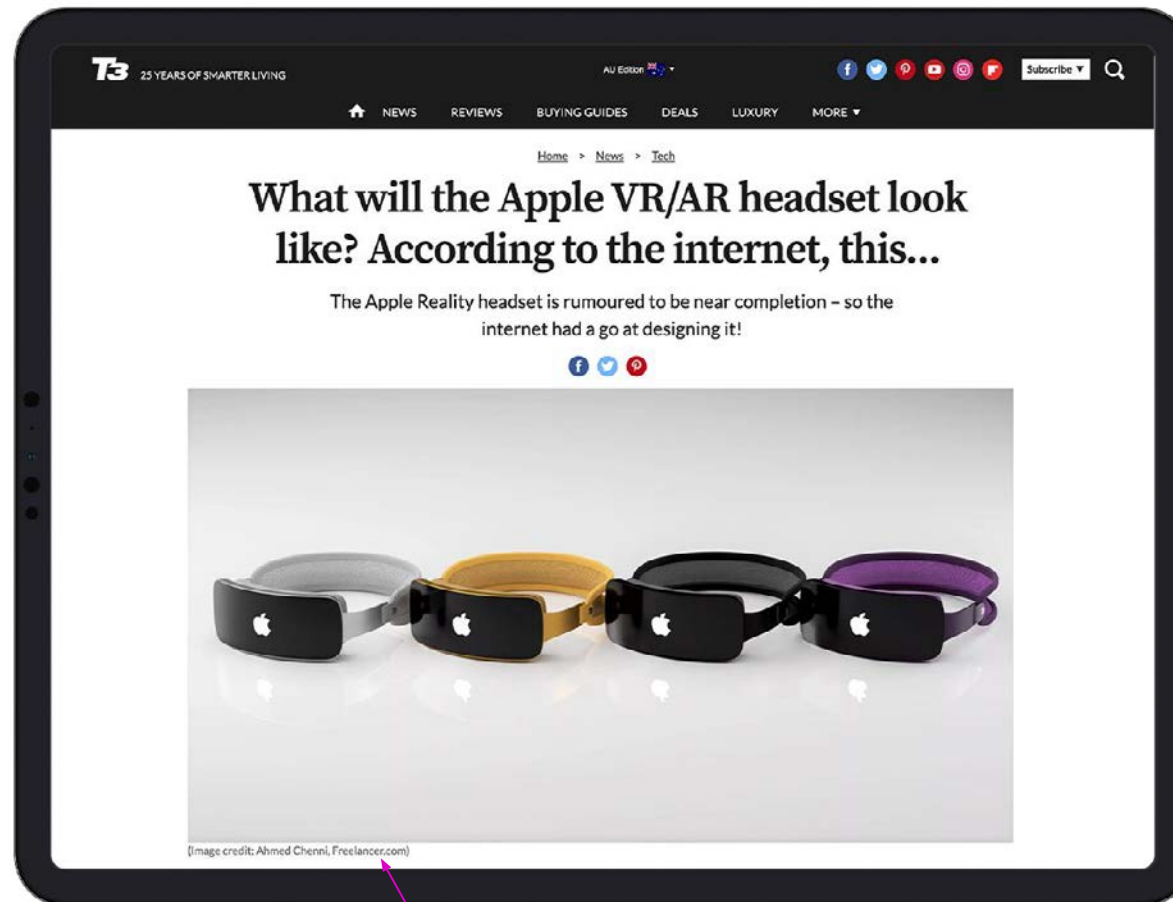 T3 25 YEARS OF SMARTER LIVING
AU Edition
Subscribe
NEWS REVIEWS BUYING GUIDES DEALS LUXURY MORE
Home > News > Tech
What will the Apple VR/AR headset look
like? According to the internet, this...
The Apple Reality headset is rumoured to be near completion – so the
internet had a go at designing it!
(Image credit: Ahmed Chenni, Freelancer.com)